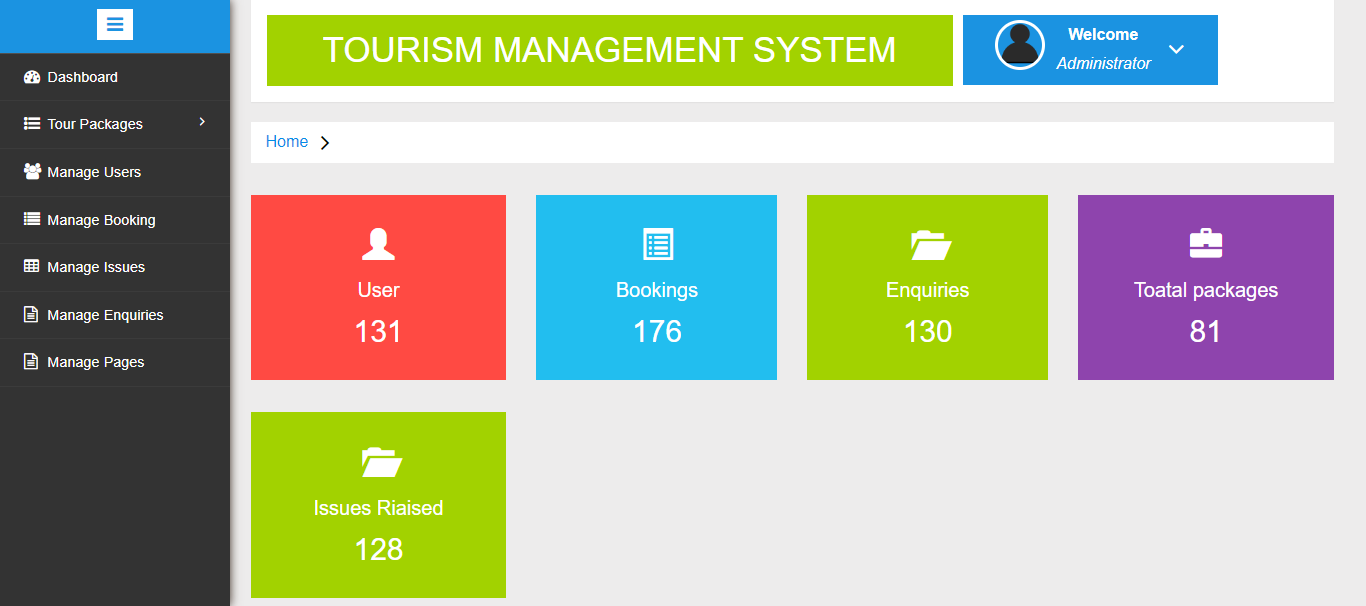 TOURISM MANAGEMENT SYSTEM
Welcome
Administrator
Dashboard
Tour Packages
Manage Users
Manage Booking
Manage Issues
Manage Enquiries
Manage Pages
Home
User
131
Bookings
176
Enquiries
130
Toatal packages
81
Issues Riaised
128